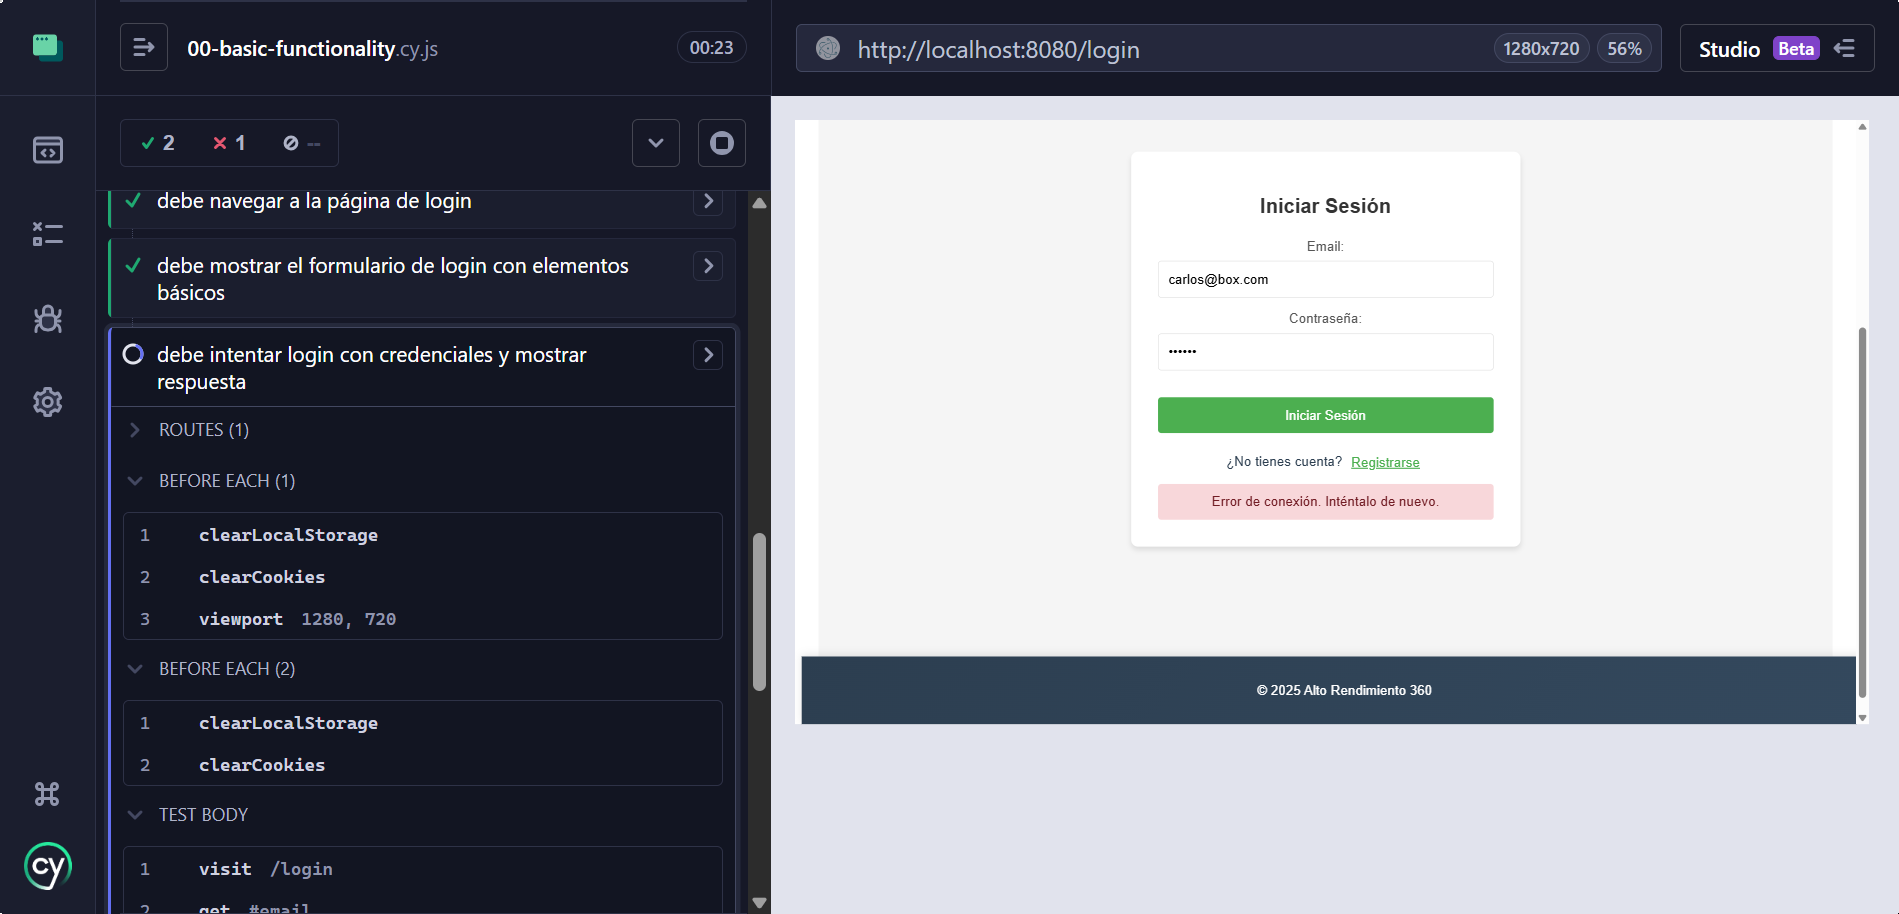 00-basic-functionality.cy.js
00:23
2
1
--
debe navegar a la página de login
debe mostrar el formulario de login con elementos
básicos
debe intentar login con credenciales y mostrar
respuesta
ROUTES (1)
BEFORE EACH (1)
1 clearLocalStorage
2 clearCookies
3 viewport 1280, 720
BEFORE EACH (2)
1 clearLocalStorage
2 clearCookies
TEST BODY
1 visit /login
2 get #email
cy
http://localhost:8080/login
1280x720
56%
Studio Beta
Iniciar Sesión
Email:
carlos@box.com
Contraseña:
••••••
Iniciar Sesión
¿No tienes cuenta? Registrarse
Error de conexión. Inténtalo de nuevo.
© 2025 Alto Rendimiento 360